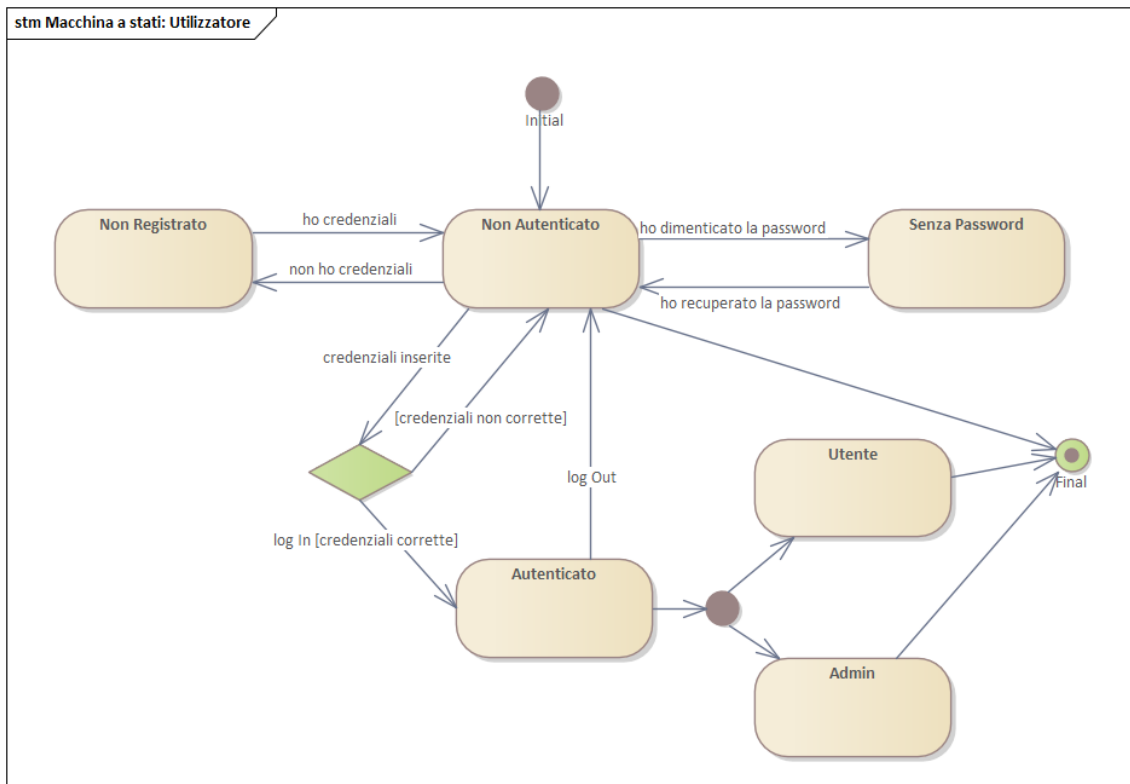 stm Macchina a stati: Utilizzatore
Initial
Non Registrato
ho credenziali
Non Autenticato
ho dimenticato la password
Senza Password
non ho credenziali
ho recuperato la password
credenziali inserite
[credenziali non corrette]
log Out
Utente
Final
log In [credenziali corrette]
Autenticato
Admin